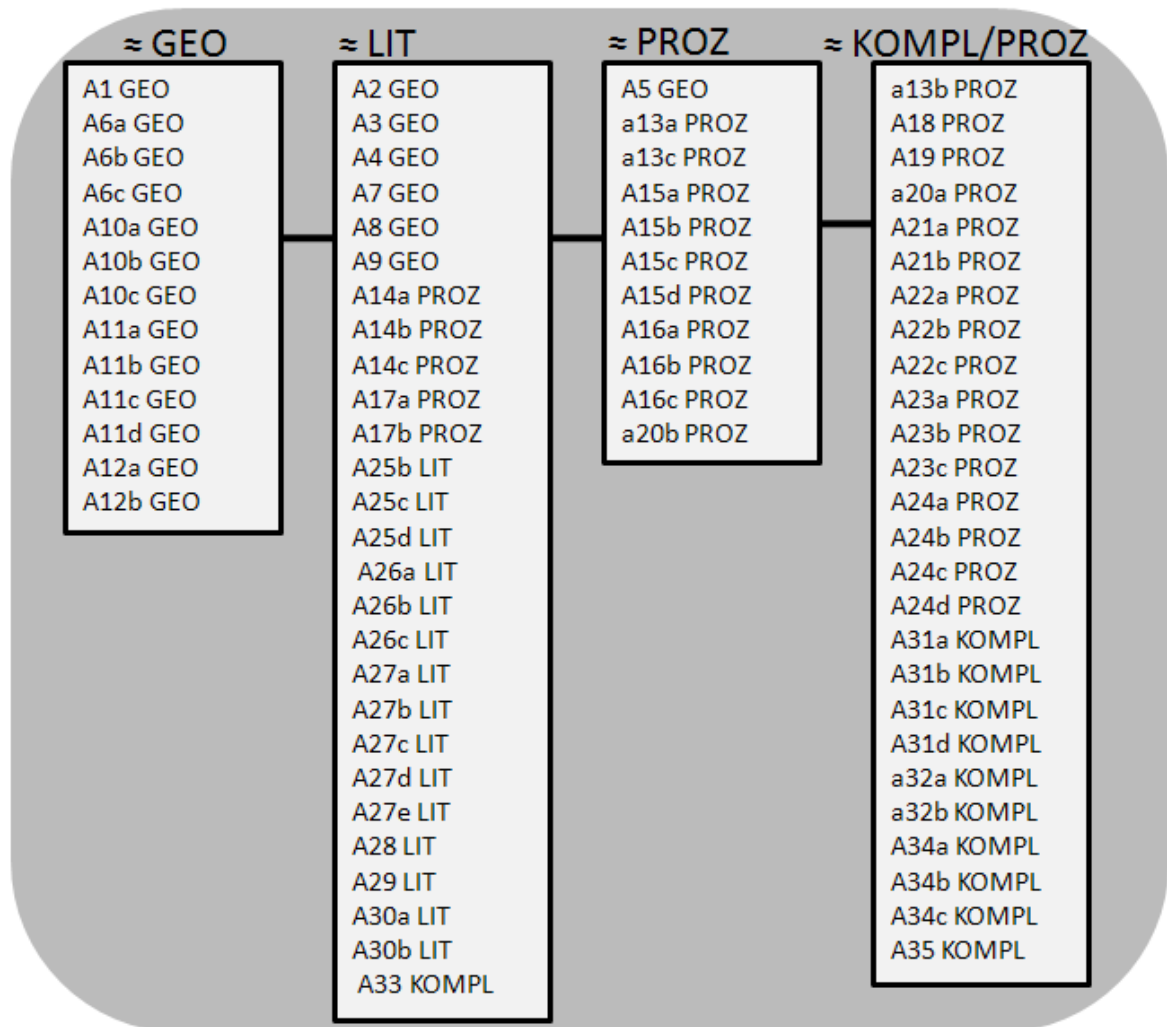 ≈ GEO
A1 GEO
A6a GEO
A6b GEO
A6c GEO
A10a GEO
A10b GEO
A10c GEO
A11a GEO
A11b GEO
A11c GEO
A11d GEO
A12a GEO
A12b GEO
≈ LIT
A2 GEO
A3 GEO
A4 GEO
A7 GEO
A8 GEO
A9 GEO
A14a PROZ
A14b PROZ
A14c PROZ
A17a PROZ
A17b PROZ
A25b LIT
A25c LIT
A25d LIT
A26a LIT
A26b LIT
A26c LIT
A27a LIT
A27b LIT
A27c LIT
A27d LIT
A27e LIT
A28 LIT
A29 LIT
A30a LIT
A30b LIT
A33 KOMPL
≈ PROZ
A5 GEO
a13a PROZ
a13c PROZ
A15a PROZ
A15b PROZ
A15c PROZ
A15d PROZ
A16a PROZ
A16b PROZ
A16c PROZ
a20b PROZ
≈ KOMPL/PROZ
a13b PROZ
A18 PROZ
A19 PROZ
a20a PROZ
A21a PROZ
A21b PROZ
A22a PROZ
A22b PROZ
A22c PROZ
A23a PROZ
A23b PROZ
A23c PROZ
A24a PROZ
A24b PROZ
A24c PROZ
A24d PROZ
A31a KOMPL
A31b KOMPL
A31c KOMPL
A31d KOMPL
a32a KOMPL
a32b KOMPL
A34a KOMPL
A34b KOMPL
A34c KOMPL
A35 KOMPL